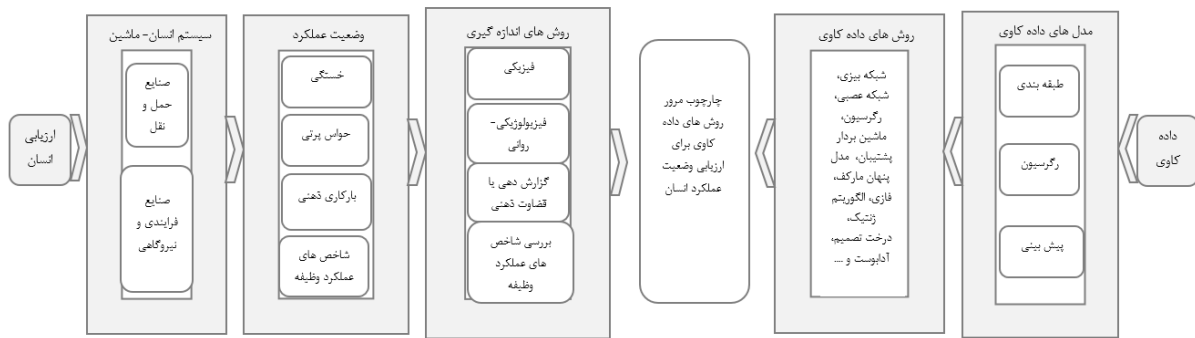 ارزیابی
انسان
سیستم انسان- ماشین
صنایع
حمل و
نقل
صنایع
فرایندی و
نیروگاهی
وضعیت عملکرد
خستگی
حواس پرتی
بارکاری ذهنی
شاخص های
عملکرد وظیفه
روش های اندازه گیری
فیزیکی
فیزیولوژیکی-
روانی
گزارش دهی یا
قضاوت ذهنی
بررسی شاخص
های عملکرد
وظیفه
چارچوب مرور
روش های داده
کاوی برای
ارزیابی وضعیت
عملکرد انسان
روش های داده کاوی
شبکه بیزی،
شبکه عصبی،
رگرسیون،
ماشین بردار
پشتیبان، مدل
پنهان مارکف،
فازی، الگوریتم
ژنتیک،
درخت تصمیم،
آدابوست و ....
مدل های داده کاوی
طبقه بندی
رگرسیون
پیش بینی
داده
کاوی